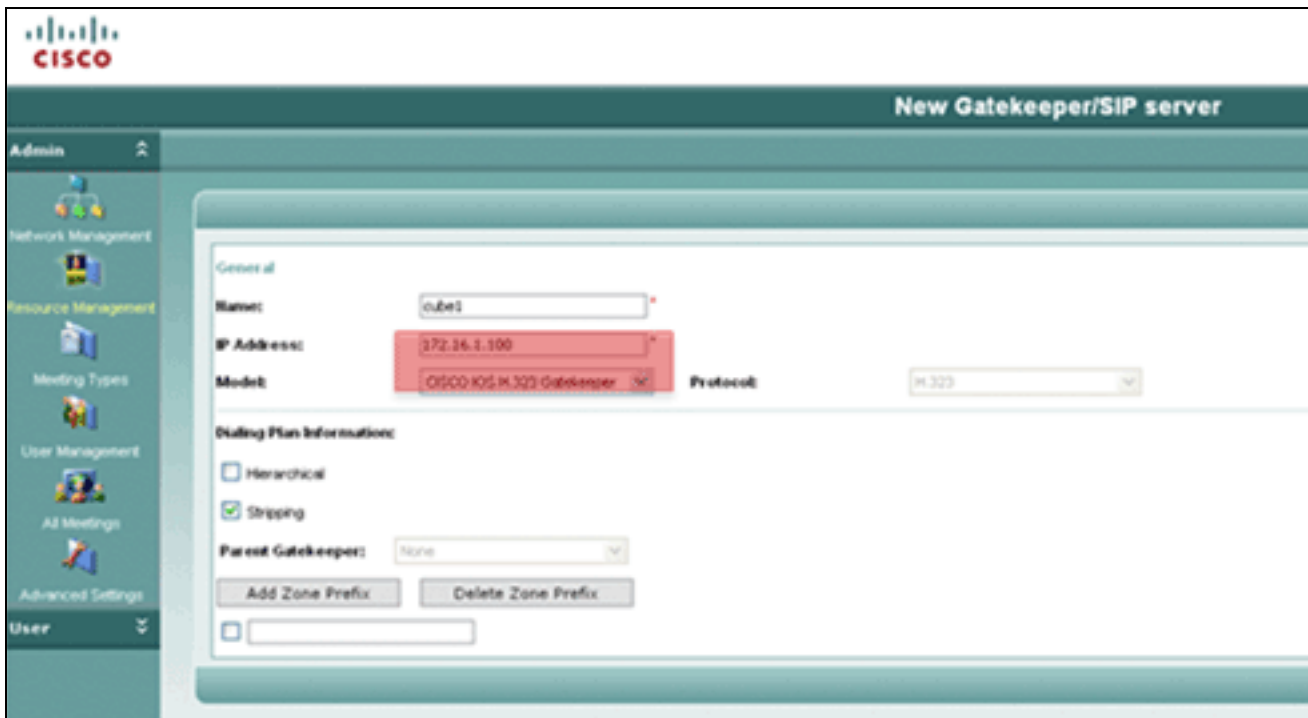 CISCO
New Gatekeeper/SIP server
Admin
Network Management
Resource Management
Meeting Types
User Management
All Meetings
Advanced Settings
User
General
Name: cube1 *
IP Address: 172.16.1.100 *
Model: CISCO IOS H.323 Gatekeeper Protocol: H.323
Dialing Plan Information:
Hierarchical
Stripping
Parent Gatekeeper: None
Add Zone Prefix Delete Zone Prefix